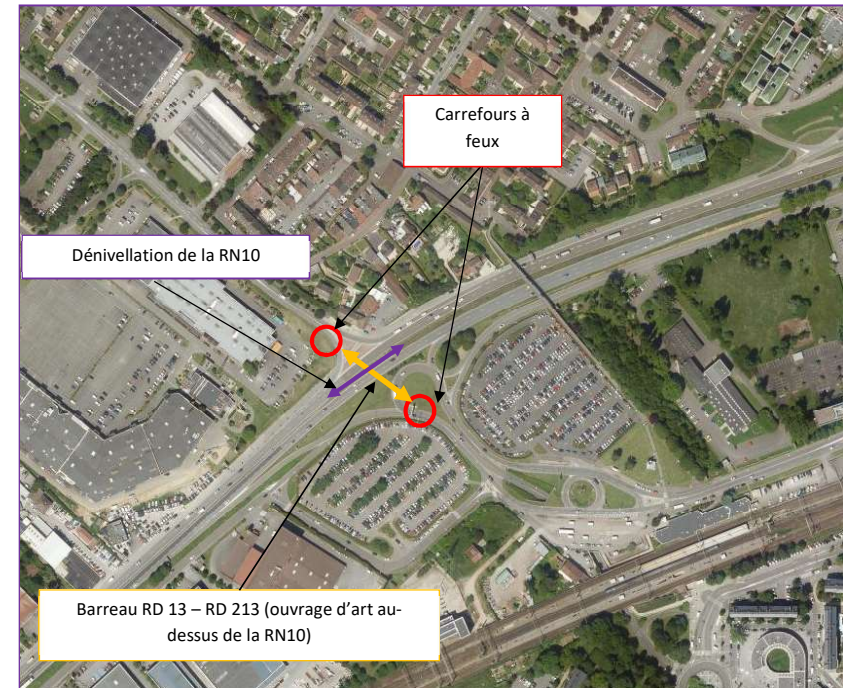 Carrefours à
feux
Dénivellation de la RN10
Barreau RD 13 – RD 213 (ouvrage d’art au-
dessus de la RN10)